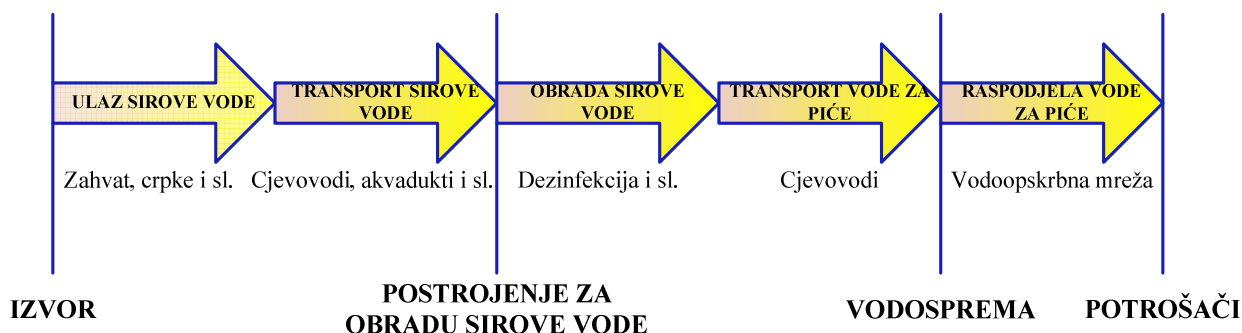 ULAZ SIROVE VODE
TRANSPORT SIROVE
VODE
OBRADA SIROVE
VODE
TRANSPORT VODE ZA
PIĆE
RASPODJELA VODE
ZA PIĆE
Zahvat, crpke i sl.
Cjevovodi, akvadukti i sl.
Dezinfekcija i sl.
Cjevovodi
Vodoopskrbna mreža
IZVOR
POSTROJENJE ZA
OBRADU SIROVE VODE
VODOSPREMA
POTROŠAČI